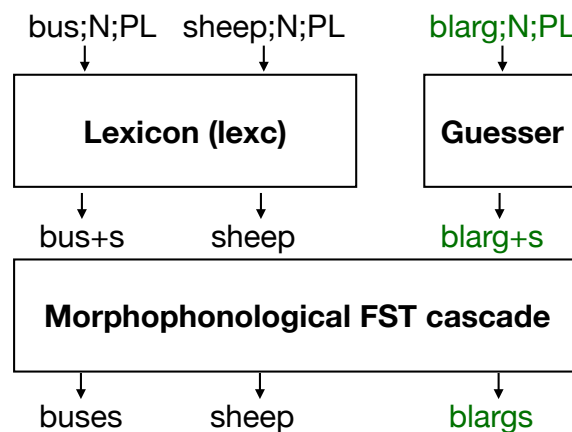 bus;N;PL sheep;N;PL blarg;N;PL
Lexicon (lexc) Guesser
bus+s sheep blarg+s
Morphophonological FST cascade
buses sheep blargs